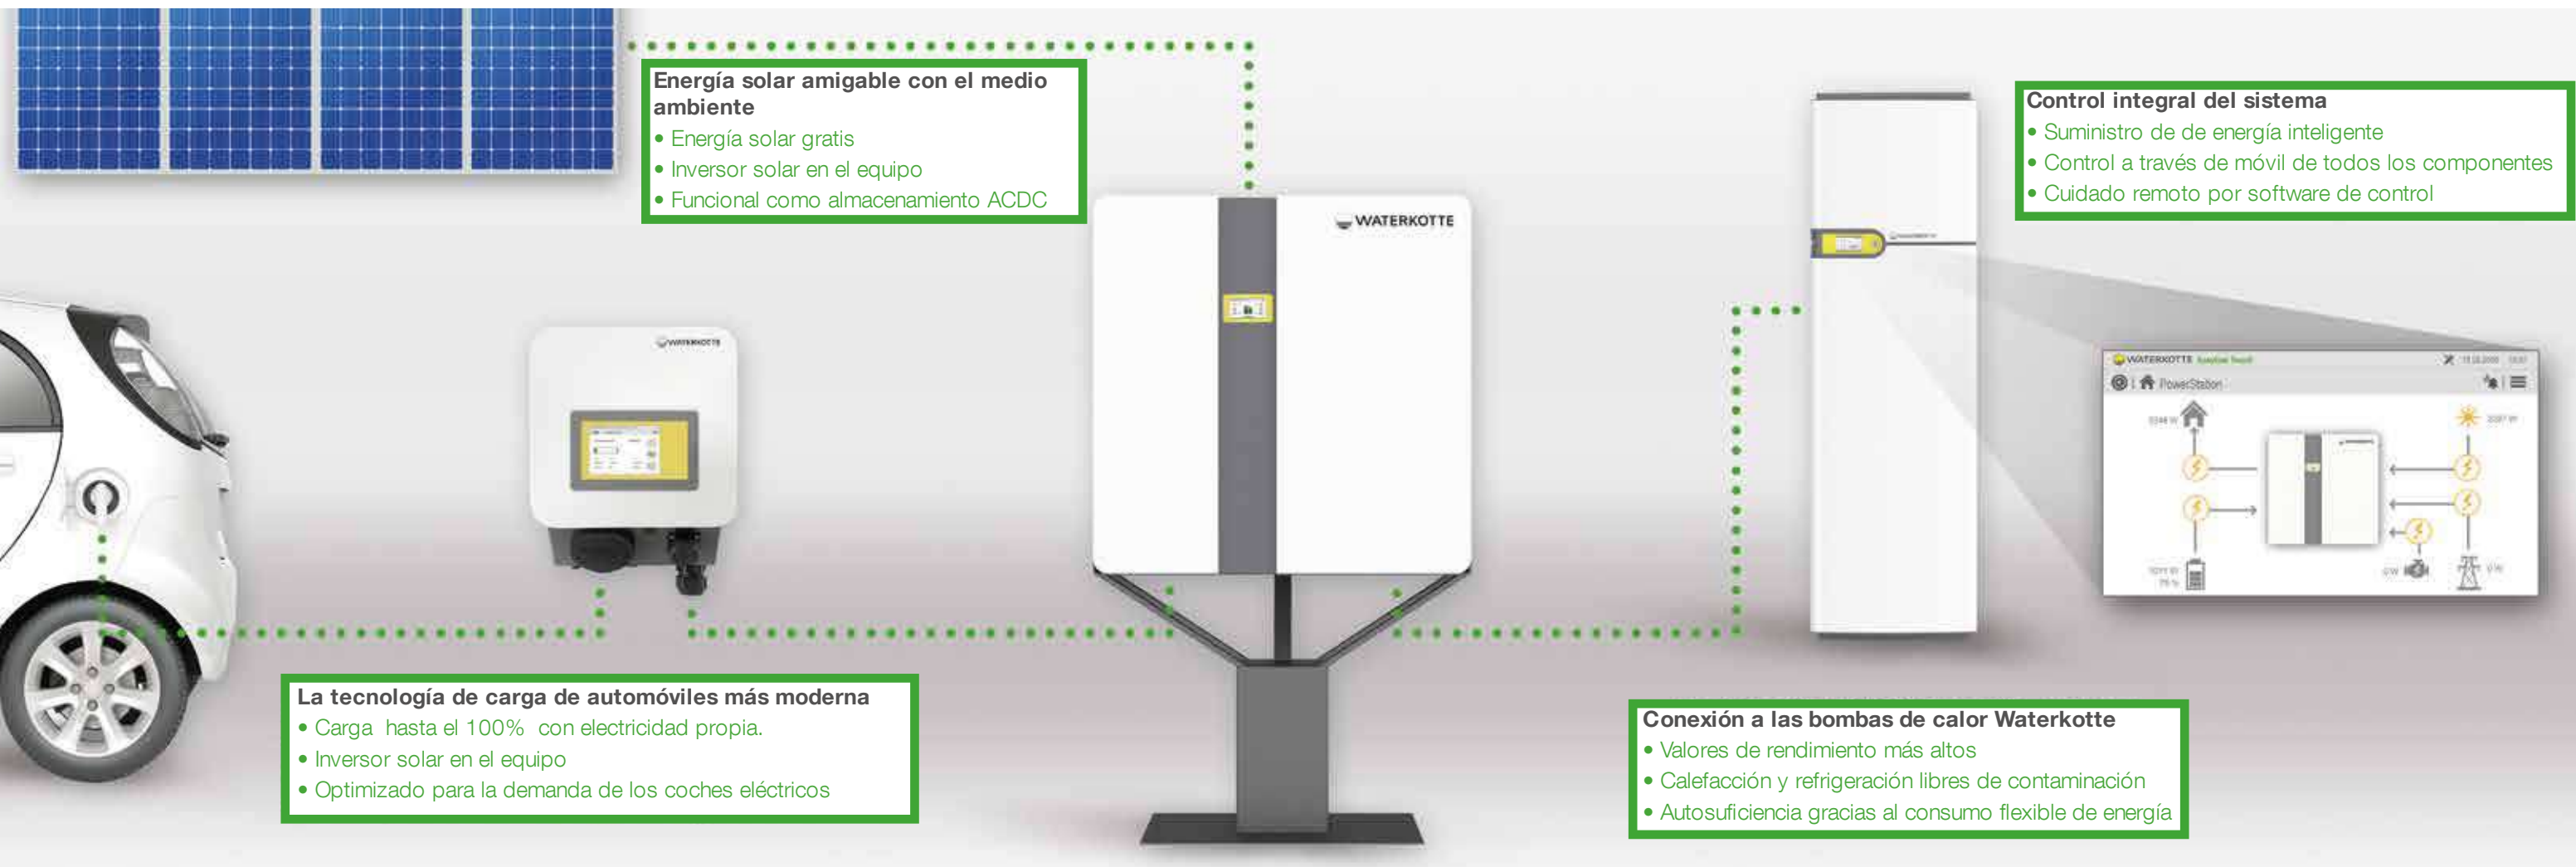 Energía solar amigable con el medio
ambiente
• Energía solar gratis
• Inversor solar en el equipo
• Funcional como almacenamiento ACDC
Control integral del sistema
• Suministro de de energía inteligente
• Control a través de móvil de todos los componentes
• Cuidado remoto por software de control
WATERKOTTE
WATERKOTTE
WATERKOTTE
PowerStation
La tecnología de carga de automóviles más moderna
• Carga hasta el 100% con electricidad propia.
• Inversor solar en el equipo
• Optimizado para la demanda de los coches eléctricos
Conexión a las bombas de calor Waterkotte
• Valores de rendimiento más altos
• Calefacción y refrigeración libres de contaminación
• Autosuficiencia gracias al consumo flexible de energía